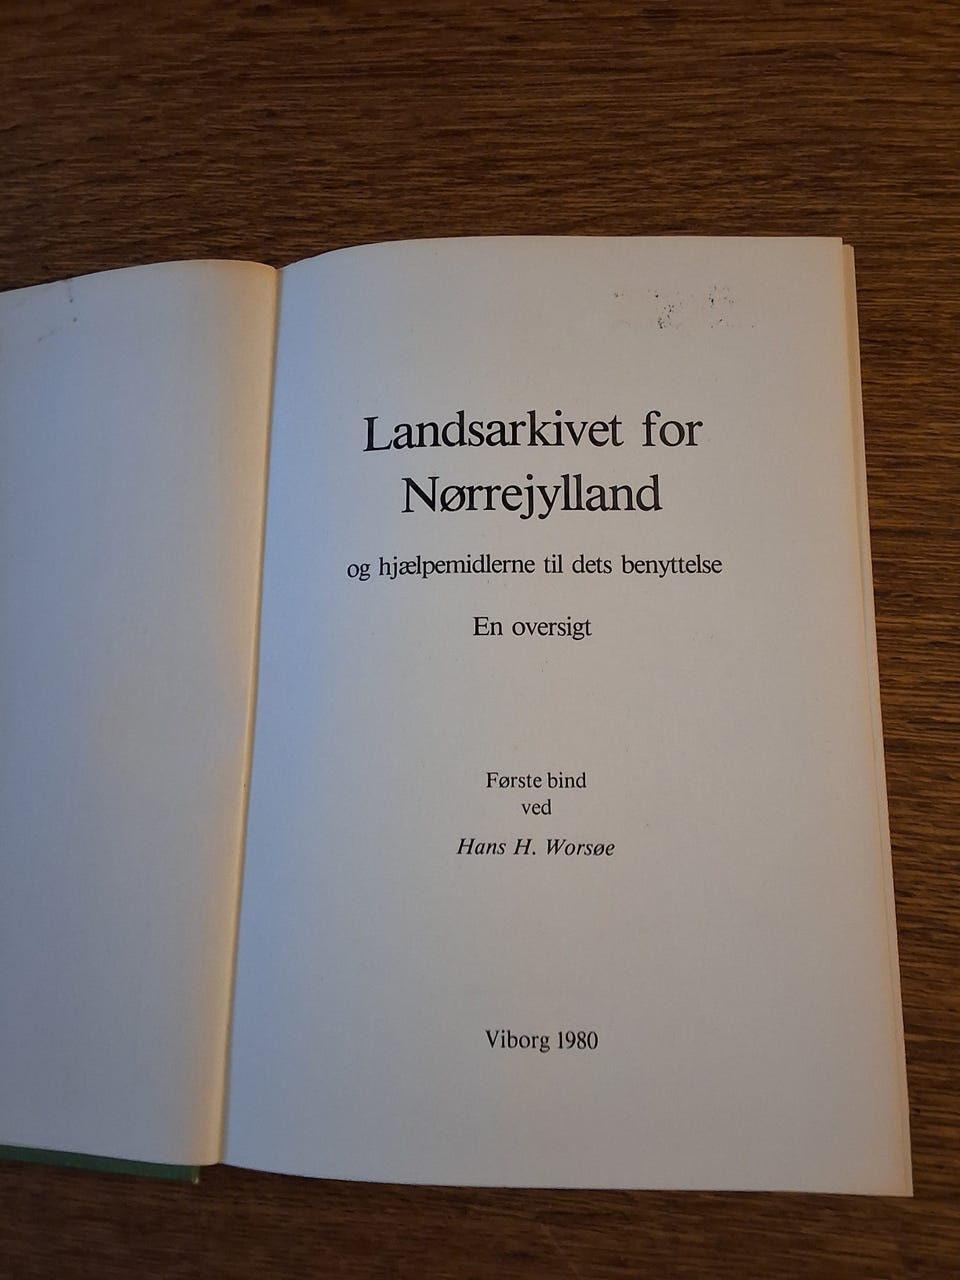 Landsarkivet for
Nørrejylland
og hjælpemidlerne til dets benyttelse
En oversigt
Første bind
ved
Hans H. Worsøe
Viborg 1980